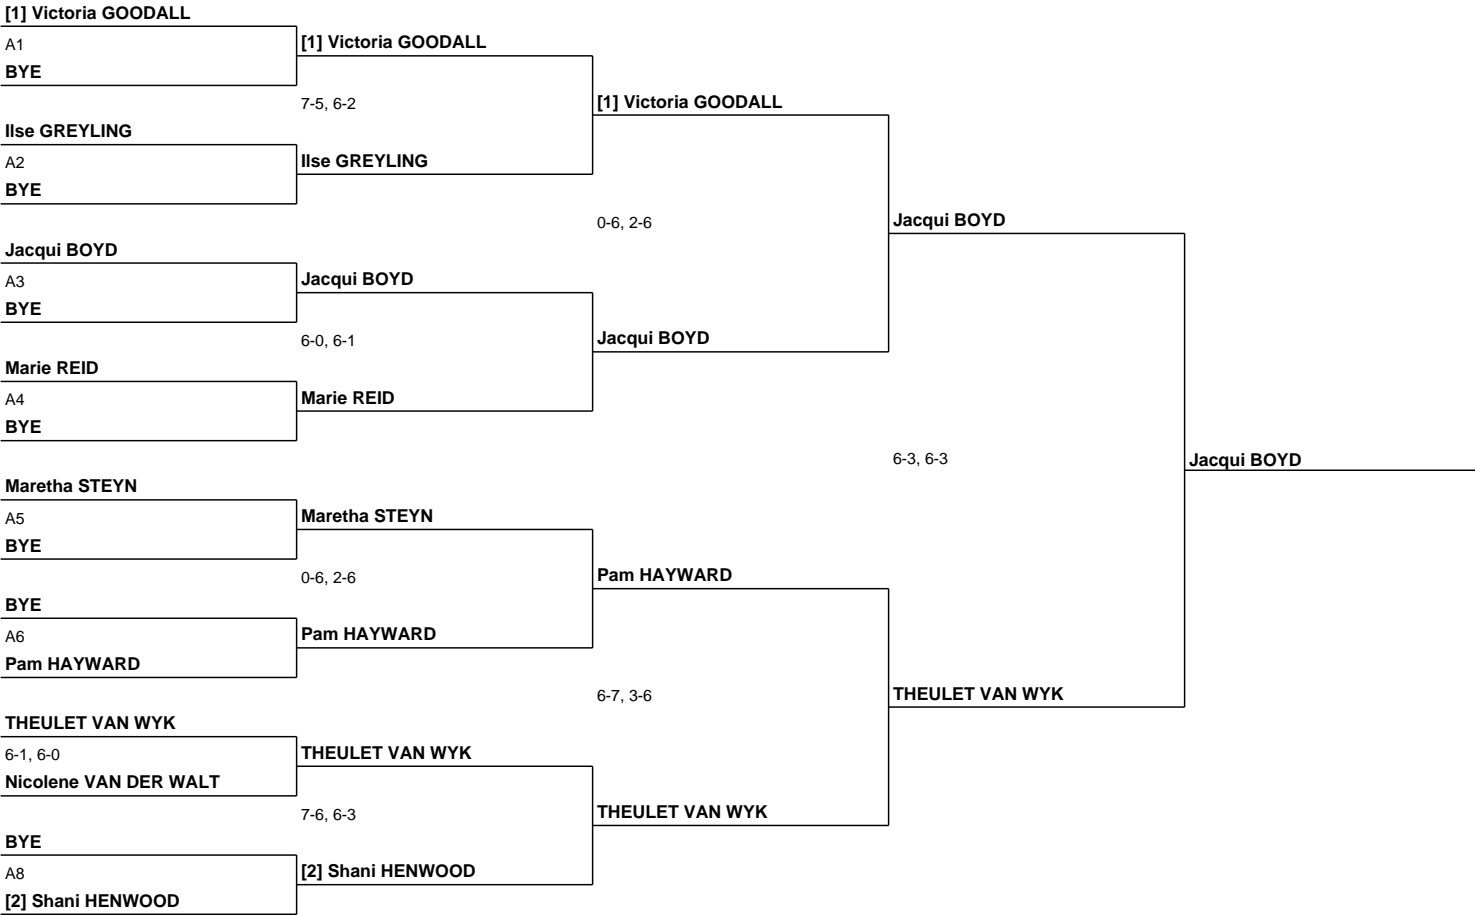 [1] Victoria GOODALL
A1
BYE
Ilse GREYLING
A2
BYE
Jacqui BOYD
A3
BYE
Marie REID
A4
BYE
Maretha STEYN
A5
BYE
BYE
A6
Pam HAYWARD
THEULET VAN WYK
6-1, 6-0
Nicolene VAN DER WALT
BYE
A8
[2] Shani HENWOOD
[1] Victoria GOODALL
7-5, 6-2
Ilse GREYLING
Jacqui BOYD
6-0, 6-1
Marie REID
Maretha STEYN
0-6, 2-6
Pam HAYWARD
THEULET VAN WYK
7-6, 6-3
[2] Shani HENWOOD
[1] Victoria GOODALL
0-6, 2-6
Jacqui BOYD
Pam HAYWARD
6-7, 3-6
THEULET VAN WYK
Jacqui BOYD
6-3, 6-3
THEULET VAN WYK
Jacqui BOYD